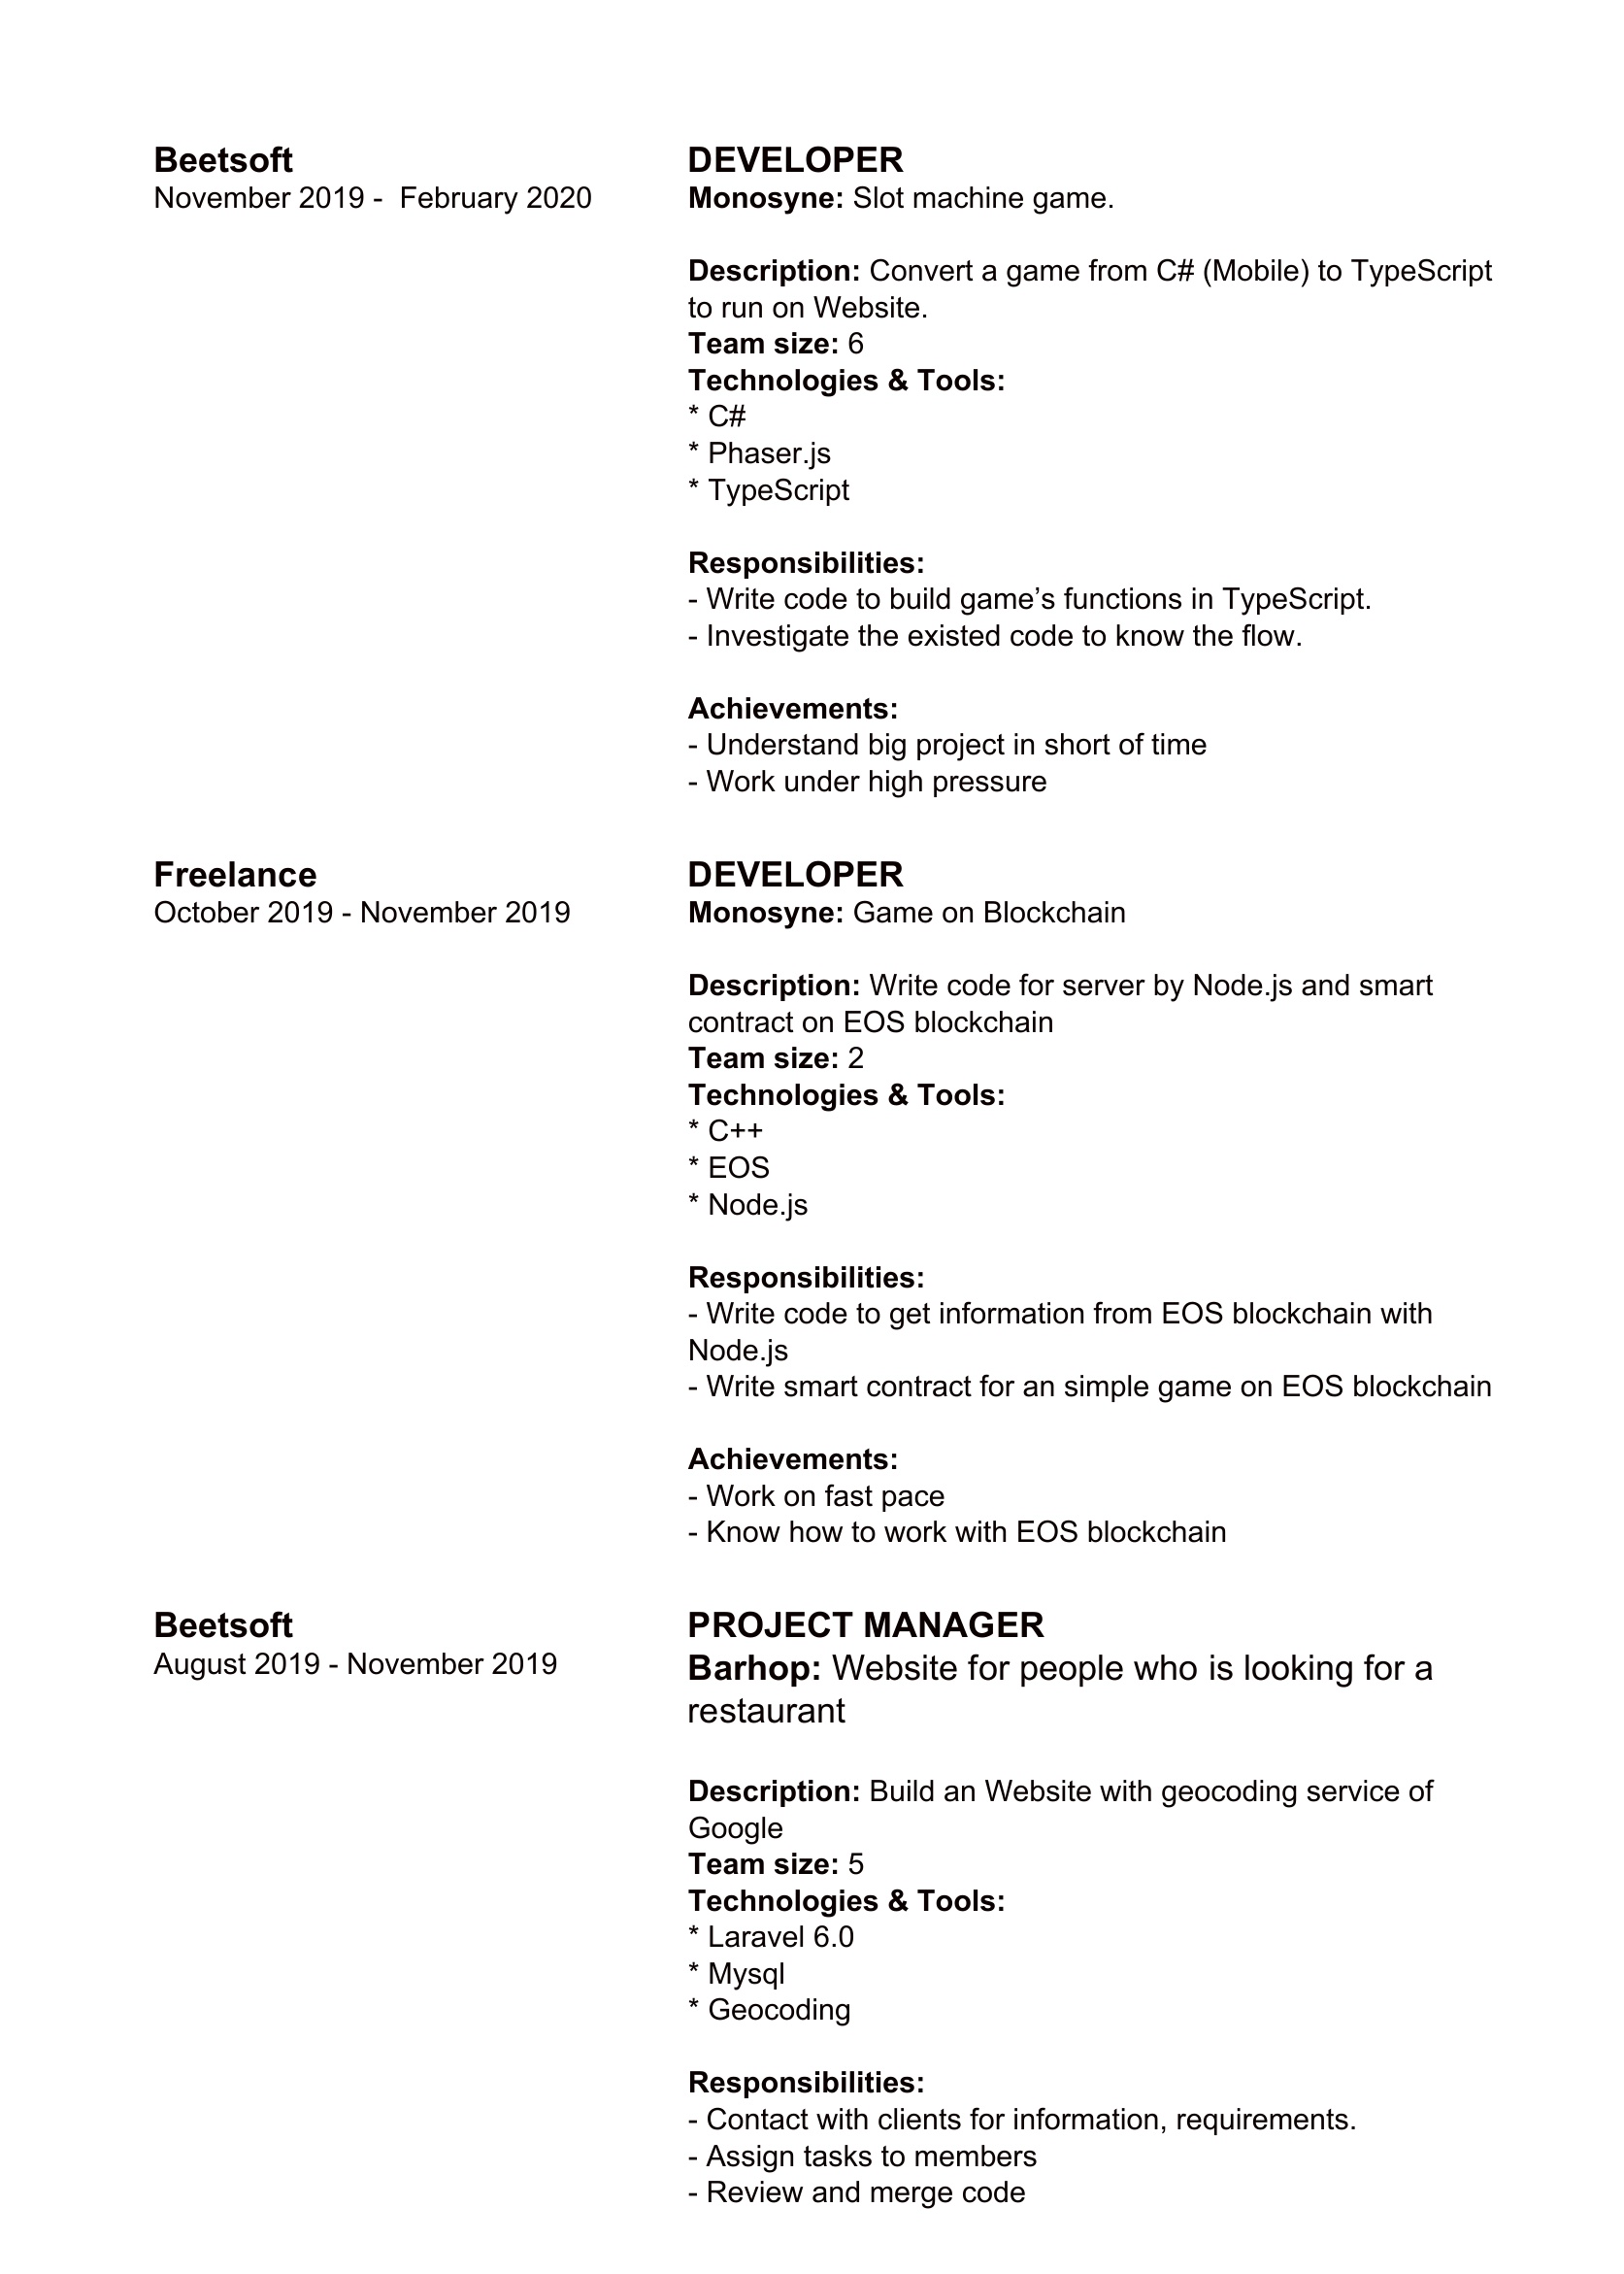 Beetsoft
November 2019 -  February 2020
DEVELOPER
Monosyne: Slot machine game.
Description: Convert a game from C# (Mobile) to TypeScript
to run on Website.
Team size: 6
Technologies & Tools:
* C#
* Phaser.js
* TypeScript
Responsibilities:
- Write code to build game’s functions in TypeScript.
- Investigate the existed code to know the flow.
Achievements:
- Understand big project in short of time
- Work under high pressure
Freelance
October 2019 - November 2019
DEVELOPER
Monosyne: Game on Blockchain
Description: Write code for server by Node.js and smart
contract on EOS blockchain
Team size: 2
Technologies & Tools:
* C++
* EOS
* Node.js
Responsibilities:
- Write code to get information from EOS blockchain with
Node.js
- Write smart contract for an simple game on EOS blockchain
Achievements:
- Work on fast pace
- Know how to work with EOS blockchain
Beetsoft
August 2019 - November 2019
PROJECT MANAGER
Barhop: Website for people who is looking for a
restaurant
Description: Build an Website with geocoding service of
Google
Team size: 5
Technologies & Tools:
* Laravel 6.0
* Mysql
* Geocoding
Responsibilities:
- Contact with clients for information, requirements.
- Assign tasks to members
- Review and merge code